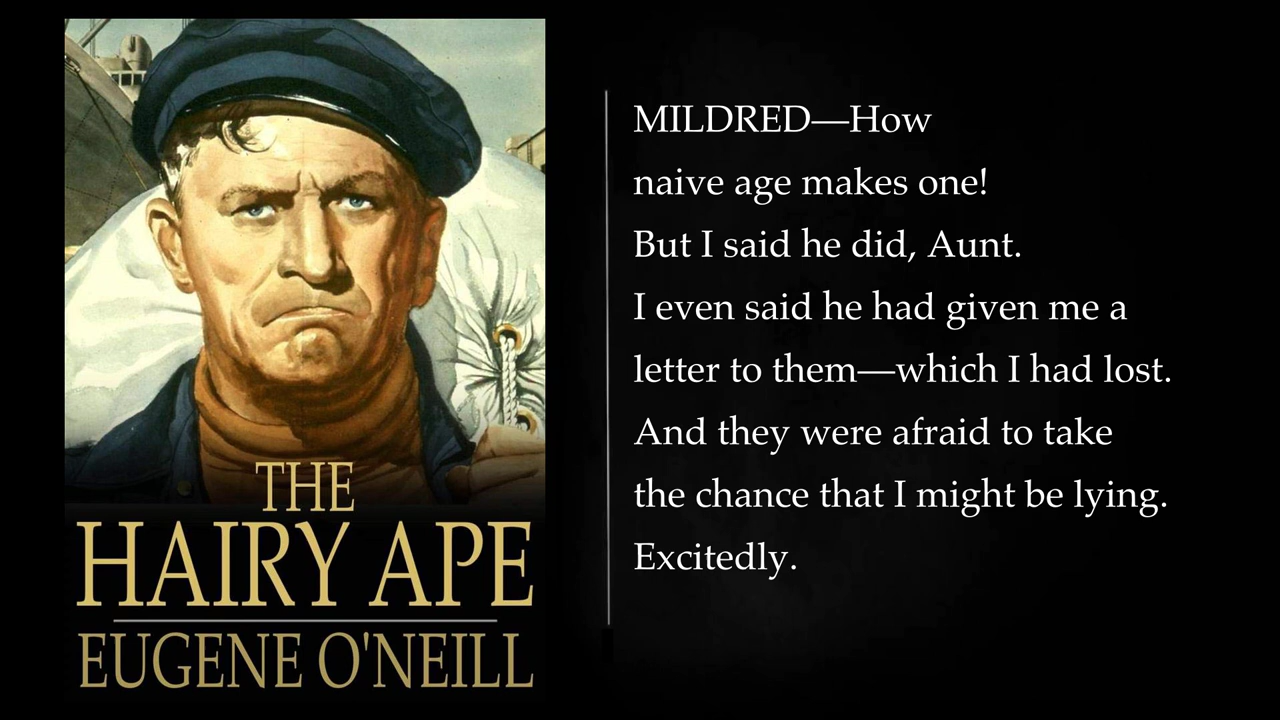 THE
HAIRY APE
EUGENE O'NEILL
MILDRED—How
naive age makes one!
But I said he did, Aunt.
I even said he had given me a
letter to them—which I had lost.
And they were afraid to take
the chance that I might be lying.
Excitedly.